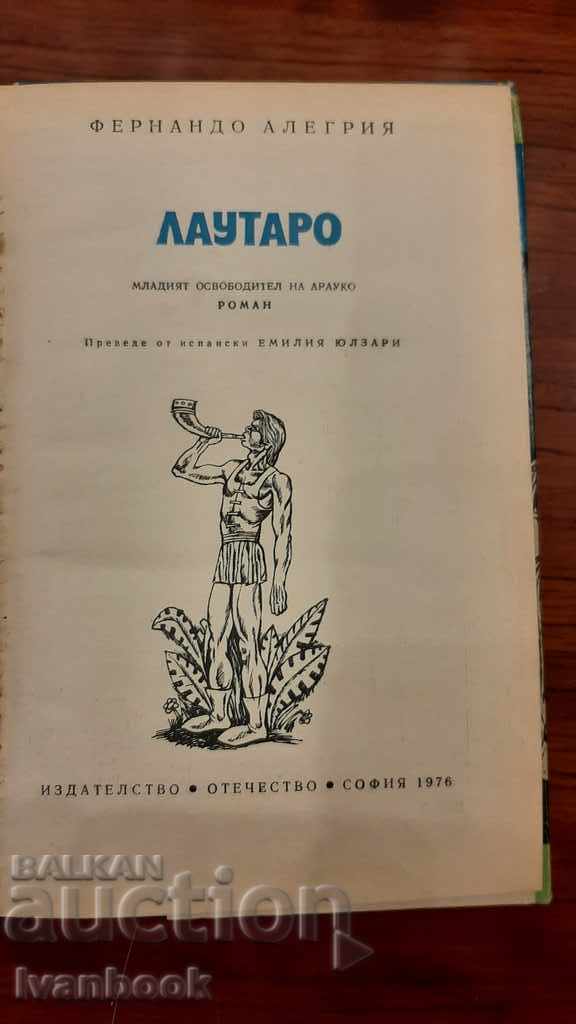 ФЕРНАНДО АЛЕГРИЯ
ЛАУТАРО
МЛАДИЯТ ОСВОБОДИТЕЛ НА АРАУКО
РОМАН
Преведе от испански ЕМИЛИЯ ЮЛЗАРИ
ИЗДАТЕЛСТВО • ОТЕЧЕСТВО • СОФИЯ 1976
BALKAN
auction
Ivanbook